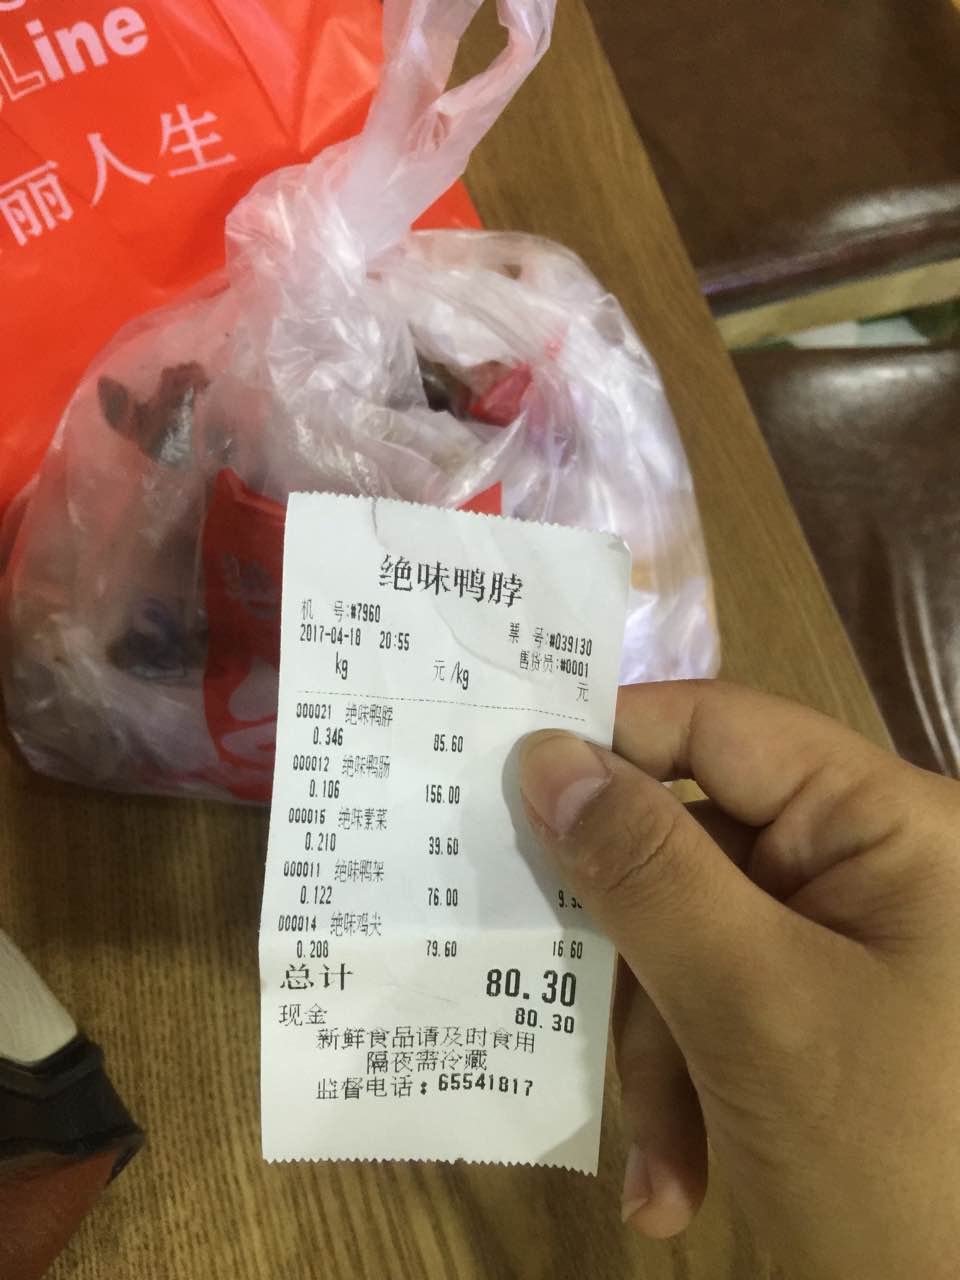 Line
丽人生
绝味鸭脖
机 号:#7960
票 号:#039130
2017-04-18 20:55
售货员:#0001
kg 元/kg 元
000021 绝味鸭脖
0.346 85.60
000012 绝味鸭肠
0.106 156.00
000016 绝味素菜
0.210 39.60
000011 绝味鸭架
0.122 76.00
000014 绝味鸡尖
0.208 79.60 16.60
总计 80.30
现金 80.30
新鲜食品请及时食用
隔夜需冷藏
监督电话:65541817